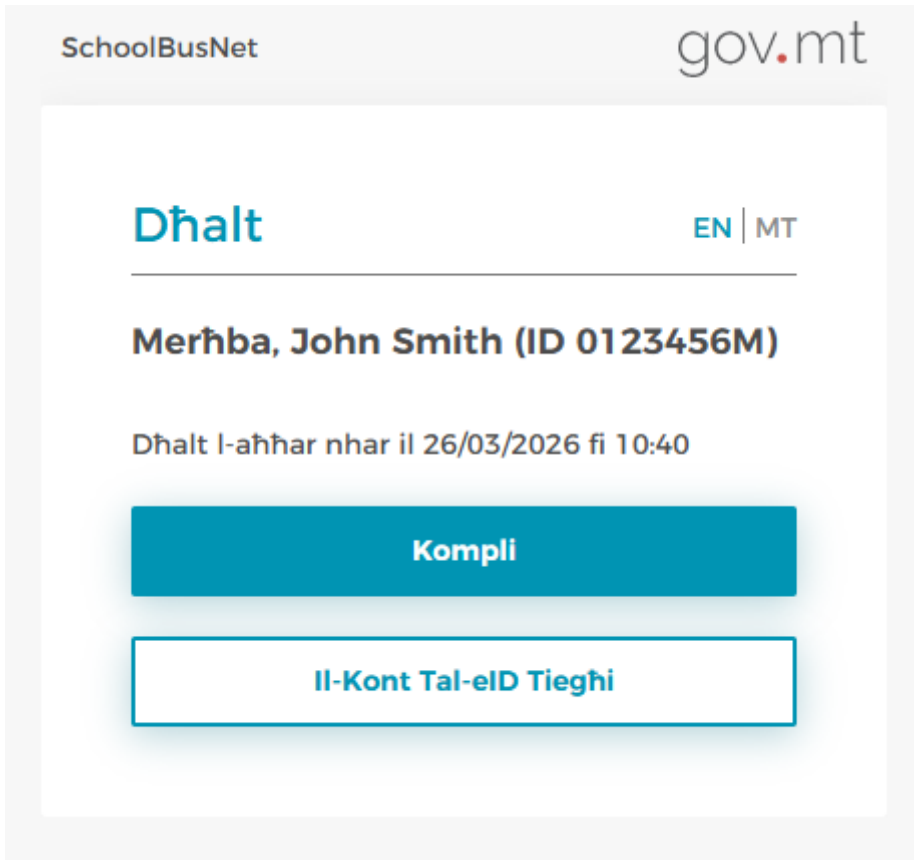 SchoolBusNet
gov.mt
Dħalt
EN | MT
Merħba, John Smith (ID 0123456M)
Dħalt l-aħħar nhar il 26/03/2026 fi 10:40
Kompli
Il-Kont Tal-eID Tiegħi